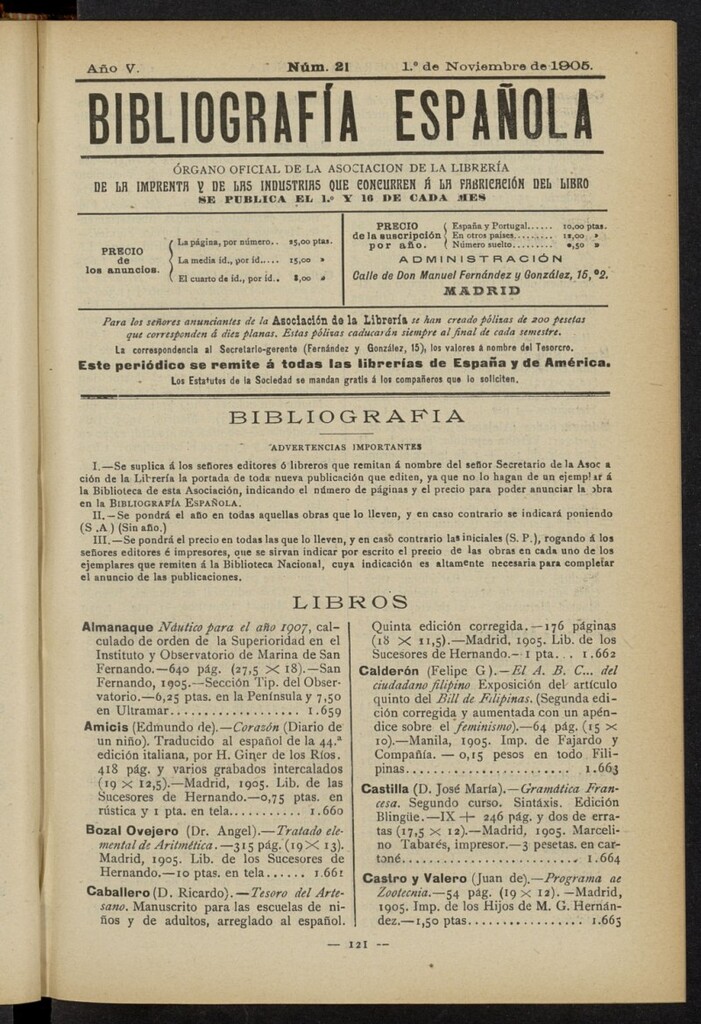 Año V. Núm. 21 1.º de Noviembre de 1905.
BIBLIOGRAFÍA ESPAÑOLA
ÓRGANO OFICIAL DE LA ASOCIACION DE LA LIBRERÍA
DE LA IMPRENTA Y DE LAS INDUSTRIAS QUE CONCURREN Á LA FABRICACIÓN DEL LIBRO
SE PUBLICA EL 1.º Y 16 DE CADA MES
PRECIO
de
los anuncios.
La página, por número.. 25,00 ptas.
La media id., por id..... 15,00 »
El cuarto de id., por id.. 8,00 »
PRECIO
de la suscripción
por año.
España y Portugal....... 10,00 ptas.
En otros países......... 12,00 »
Número suelto......... 0,50 »
ADMINISTRACIÓN
Calle de Don Manuel Fernández y González, 15, º2.
MADRID
Para los señores anunciantes de la Asociación de la Librería se han creado pólizas de 200 pesetas
que corresponden á diez planas. Estas pólizas caducarán siempre al final de cada semestre.
La correspondencia al Secretario-gerente (Fernández y González, 15), los valores á nombre del Tesorero.
Este periódico se remite á todas las librerías de España y de América.
Los Estatutos de la Sociedad se mandan gratis á los compañeros que lo soliciten.
BIBLIOGRAFIA
ADVERTENCIAS IMPORTANTES
I.—Se suplica á los señores editores ó libreros que remitan á nombre del señor Secretario de la Asoc a
ción de la Librería la portada de toda nueva publicación que editen, ya que no lo hagan de un ejemplar á
la Biblioteca de esta Asociación, indicando el número de páginas y el precio para poder anunciar la obra
en la BIBLIOGRAFÍA ESPAÑOLA.
II.—Se pondrá el año en todas aquellas obras que lo lleven, y en caso contrario se indicará poniendo
(S .A ) (Sin año.)
III.—Se pondrá el precio en todas las que lo lleven, y en caso contrario las iniciales (S. P.), rogando á los
señores editores é impresores, que se sirvan indicar por escrito el precio de las obras en cada uno de los
ejemplares que remiten á la Biblioteca Nacional, cuya indicación es altamente necesaria para completar
el anuncio de las publicaciones.
LIBROS
Almanaque Náutico para el año 1907, cal-
culado de orden de la Superioridad en el
Instituto y Observatorio de Marina de San
Fernando.—640 pág. (27,5 × 18).—San
Fernando, 1905.—Sección Tip. del Obser-
vatorio.—6,25 ptas. en la Península y 7,50
en Ultramar.................... 1.659
Amicis (Edmundo de).—Corazón (Diario de
un niño). Traducido al español de la 44.ª
edición italiana, por H. Giner de los Ríos.
418 pág. y varios grabados intercalados
(19 × 12,5).—Madrid, 1905. Lib. de las
Sucesores de Hernando.—0,75 ptas. en
rústica y 1 pta. en tela............ 1.660
Bozal Ovejero (Dr. Angel).—Tratado ele-
mental de Aritmética.—315 pág. (19 × 13).
Madrid, 1905. Lib. de los Sucesores de
Hernando.—10 ptas. en tela...... 1.661
Caballero (D. Ricardo).—Tesoro del Arte-
sano. Manuscrito para las escuelas de ni-
ños y de adultos, arreglado al español.
Quinta edición corregida.—176 páginas
(18 × 11,5).—Madrid, 1905. Lib. de los
Sucesores de Hernando.—1 pta... 1.662
Calderón (Felipe G).—El A. B. C... del
ciudadano filipino Exposición del artículo
quinto del Bill de Filipinas. (Segunda edi-
ción corregida y aumentada con un apén-
dice sobre el feminismo).—64 pág. (15 ×
10).—Manila, 1905. Imp. de Fajardo y
Compañía. — 0,15 pesos en todo Fili-
pinas........................ 1.663
Castilla (D. José María).—Gramática Fran-
cesa. Segundo curso. Sintáxis. Edición
Bilingüe.—IX + 246 pág. y dos de erra-
tas (17,5 × 12).—Madrid, 1905. Marceli-
no Tabarés, impresor.—3 pesetas. en car-
toné........................ 1.664
Castro y Valero (Juan de).—Programa de
Zootecnia.—54 pág. (19 × 12). —Madrid,
1905. Imp. de los Hijos de M. G. Hernán-
dez.—1,50 ptas................ 1.665
— 121 —